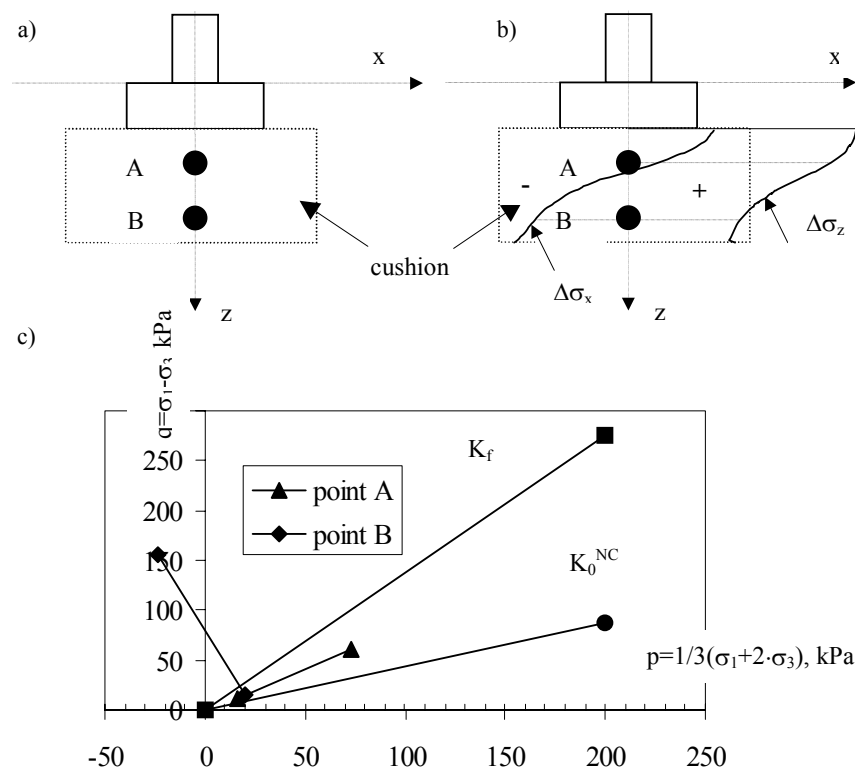 a)
x
A
B
cushion
z
b)
x
A
B
-
+
Δσz
Δσx
z
c)
q=σ1-σ3, kPa
Kf
point A
point B
K0NC
p=1/3(σ1+2·σ3), kPa
250
200
150
100
50
0
-50 0 50 100 150 200 250